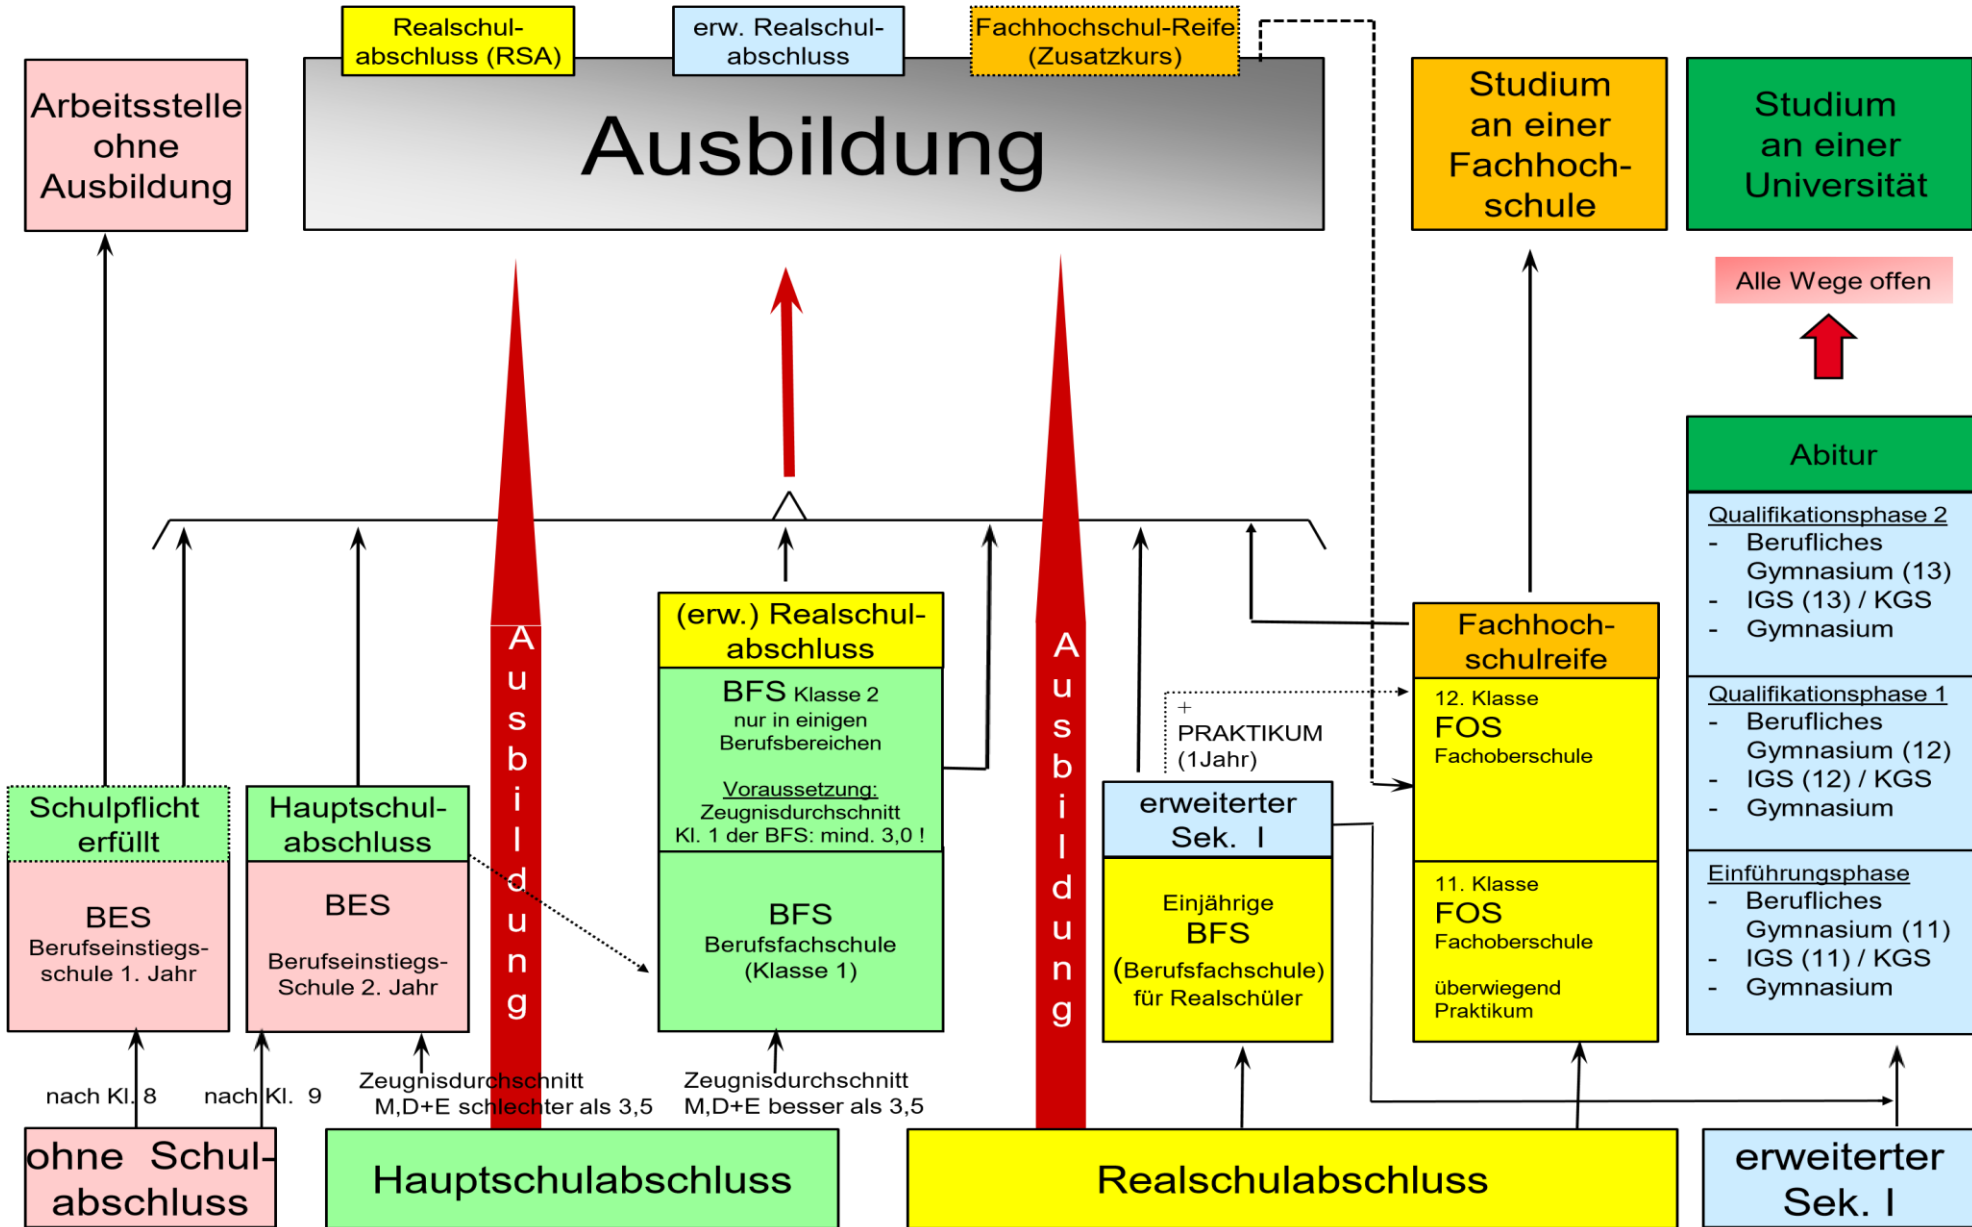 Realschul-
abschluss (RSA)
erw. Realschul-
abschluss
Fachhochschul-Reife
(Zusatzkurs)
Arbeitsstelle
ohne
Ausbildung
Ausbildung
Studium
an einer
Fachhoch-
schule
Studium
an einer
Universität
Alle Wege offen
Abitur
Qualifikationsphase 2
- Berufliches
Gymnasium (13)
- IGS (13) / KGS
- Gymnasium
Qualifikationsphase 1
- Berufliches
Gymnasium (12)
- IGS (12) / KGS
- Gymnasium
Einführungsphase
- Berufliches
Gymnasium (11)
- IGS (11) / KGS
- Gymnasium
Schulpflicht
erfüllt
BES
Berufseinstiegs-
schule 1. Jahr
Hauptschul-
abschluss
BES
Berufseinstiegs-
Schule 2. Jahr
Ausbildung
(erw.) Realschul-
abschluss
BFS Klasse 2
nur in einigen
Berufsbereichen
Voraussetzung:
Zeugnisdurchschnitt
Kl. 1 der BFS: mind. 3,0 !
BFS
Berufsfachschule
(Klasse 1)
Ausbildung
+
PRAKTIKUM
(1Jahr)
erweiterter
Sek. I
Einjährige
BFS
(Berufsfachschule)
für Realschüler
Fachhoch-
schulreife
12. Klasse
FOS
Fachoberschule
11. Klasse
FOS
Fachoberschule
überwiegend
Praktikum
nach Kl. 8
nach Kl. 9
Zeugnisdurchschnitt
M,D+E schlechter als 3,5
Zeugnisdurchschnitt
M,D+E besser als 3,5
ohne Schul-
abschluss
Hauptschulabschluss
Realschulabschluss
erweiterter
Sek. I